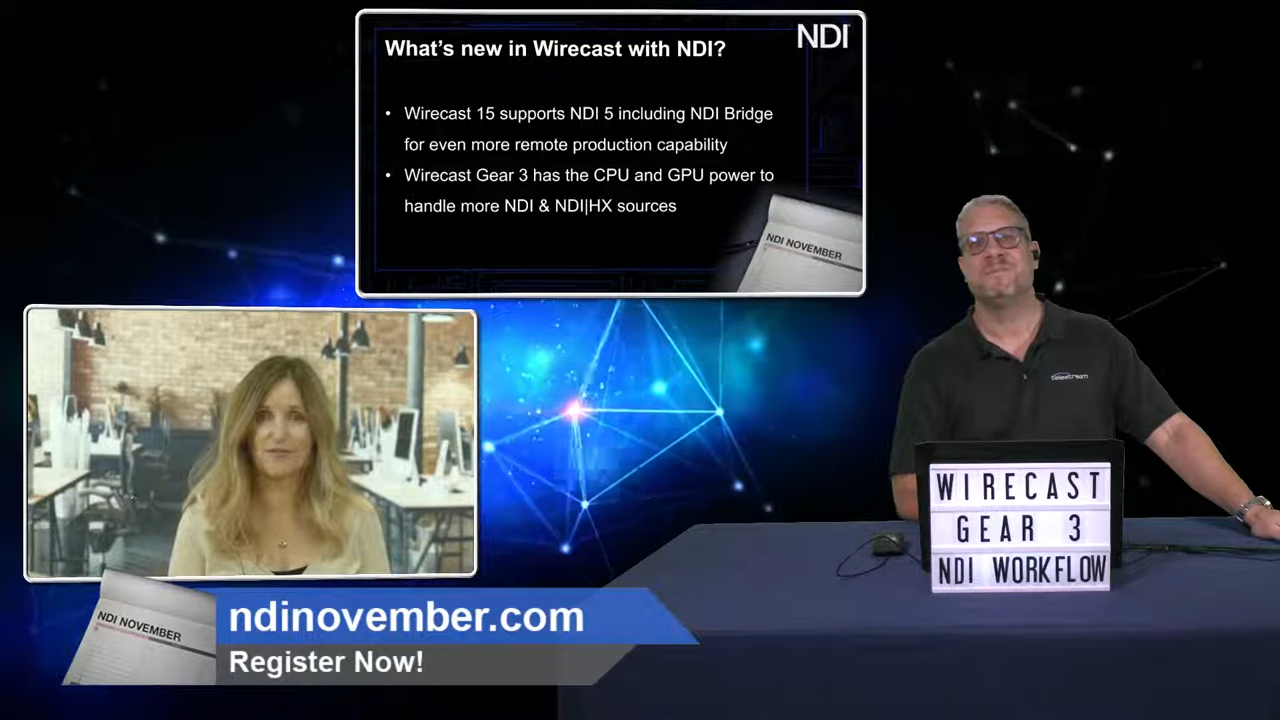 What's new in Wirecast with NDI?
NDI
• Wirecast 15 supports NDI 5 including NDI Bridge
for even more remote production capability
• Wirecast Gear 3 has the CPU and GPU power to
handle more NDI & NDI|HX sources
NDI NOVEMBER
telestream
WIRECAST
GEAR 3
NDI WORKFLOW
NDI NOVEMBER
ndinovember.com
Register Now!